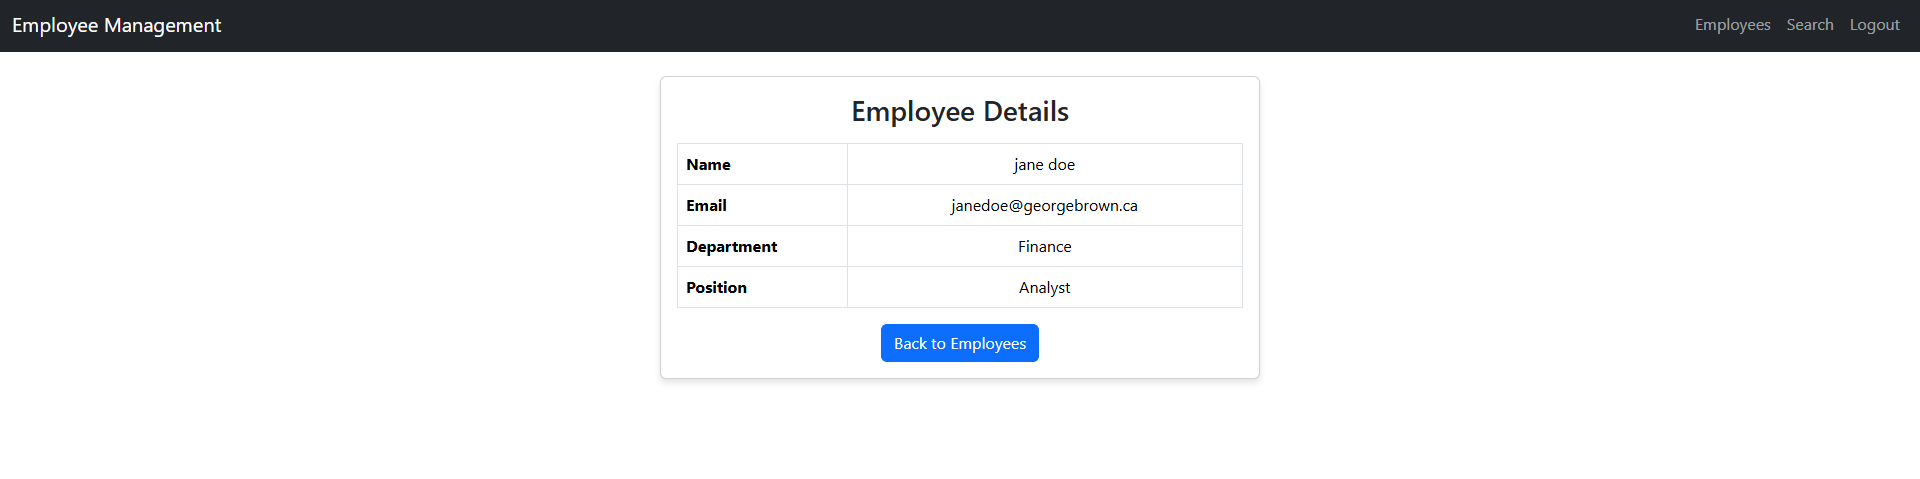 Employee Management
Employees Search Logout
Employee Details
Name jane doe
Email janedoe@georgebrown.ca
Department Finance
Position Analyst
Back to Employees